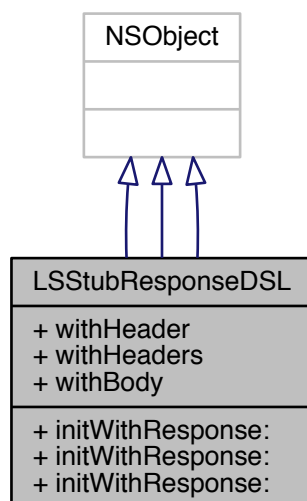 NSObject
LSStubResponseDSL
+ withHeader
+ withHeaders
+ withBody
+ initWithResponse:
+ initWithResponse:
+ initWithResponse: